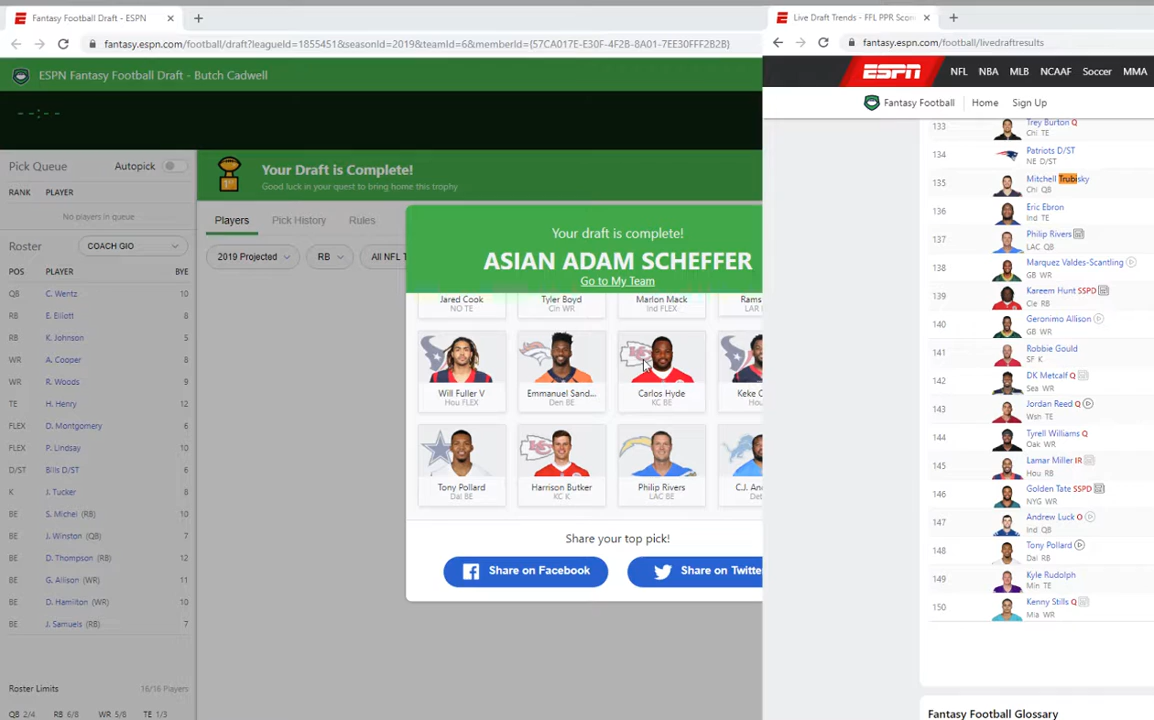 Fantasy Football Draft - ESPN
fantasy.espn.com/football/draft?leagueId=1855451&seasonId=2019&teamId=6&memberId={57CA017E-E30F-4F2B-8A01-7EE30FFF2B2B}
ESPN Fantasy Football Draft - Butch Cadwell
--:--
Pick Queue
Autopick
RANK PLAYER
No players in queue
Roster
COACH GIO
POS PLAYER BYE
QB C. Wentz 10
RB E. Elliott 8
RB K. Johnson 5
WR A. Cooper 8
WR R. Woods 9
TE H. Henry 12
FLEX D. Montgomery 6
FLEX P. Lindsay 10
D/ST Bills D/ST 6
K J. Tucker 8
BE S. Michel (RB) 10
BE J. Winston (QB) 7
BE D. Thompson (RB) 12
BE G. Allison (WR) 11
BE D. Hamilton (WR) 10
BE J. Samuels (RB) 7
Roster Limits 16/16 Players
QB 2/4 RB 6/8 WR 5/8 TE 1/3
1ST
Your Draft is Complete!
Good luck in your quest to bring home this trophy
Players Pick History Rules
2019 Projected
RB
All NFL T
Your draft is complete!
ASIAN ADAM SCHEFFER
Go to My Team
Jared Cook
NO TE
Tyler Boyd
Cin WR
Marlon Mack
Ind FLEX
Rams
LAR
Will Fuller V
Hou FLEX
Emmanuel Sand...
Den BE
Carlos Hyde
KC BE
Keke C
Hou
Tony Pollard
Dal BE
Harrison Butker
KC K
Philip Rivers
LAC BE
C.J. An
Det
Share your top pick!
Share on Facebook
Share on Twitte
Live Draft Trends - FFL PPR Scori
fantasy.espn.com/football/livedraftresults
ESPN
NFL NBA MLB NCAAF Soccer MMA
Fantasy Football Home Sign Up
133 Trey Burton Q
Chi TE
134 Patriots D/ST
NE D/ST
135 Mitchell Trubisky
Chi QB
136 Eric Ebron
Ind TE
137 Philip Rivers
LAC QB
138 Marquez Valdes-Scantling
GB WR
139 Kareem Hunt SSPD
Cle RB
140 Geronimo Allison
GB WR
141 Robbie Gould
SF K
142 DK Metcalf Q
Sea WR
143 Jordan Reed Q
Wsh TE
144 Tyrell Williams Q
Oak WR
145 Lamar Miller IR
Hou RB
146 Golden Tate SSPD
NYG WR
147 Andrew Luck O
Ind QB
148 Tony Pollard
Dal RB
149 Kyle Rudolph
Min TE
150 Kenny Stills Q
Mia WR
Fantasy Football Glossary